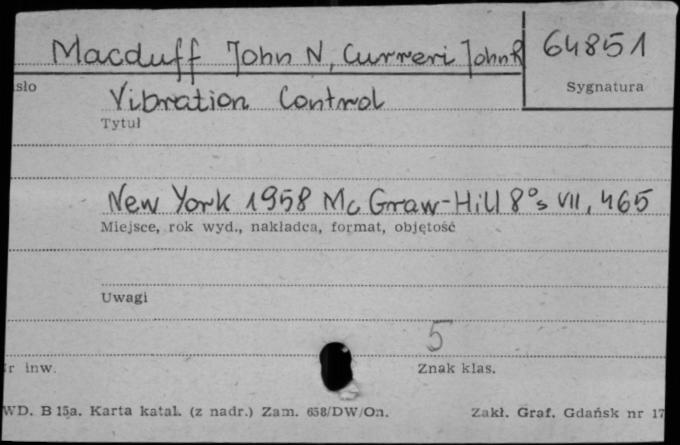 Macduff John N, Curreri John R 64851
sło Sygnatura
Vibration Control
Tytuł
New York 1958 Mc Graw-Hill 8° s VII, 465
Miejsce, rok wyd., nakładca, format, objętość
Uwagi
5
r inw. Znak klas.
WD. B 15a. Karta katal. (z nadr.) Zam. 658/DW/On. Zakł. Graf. Gdańsk nr 17